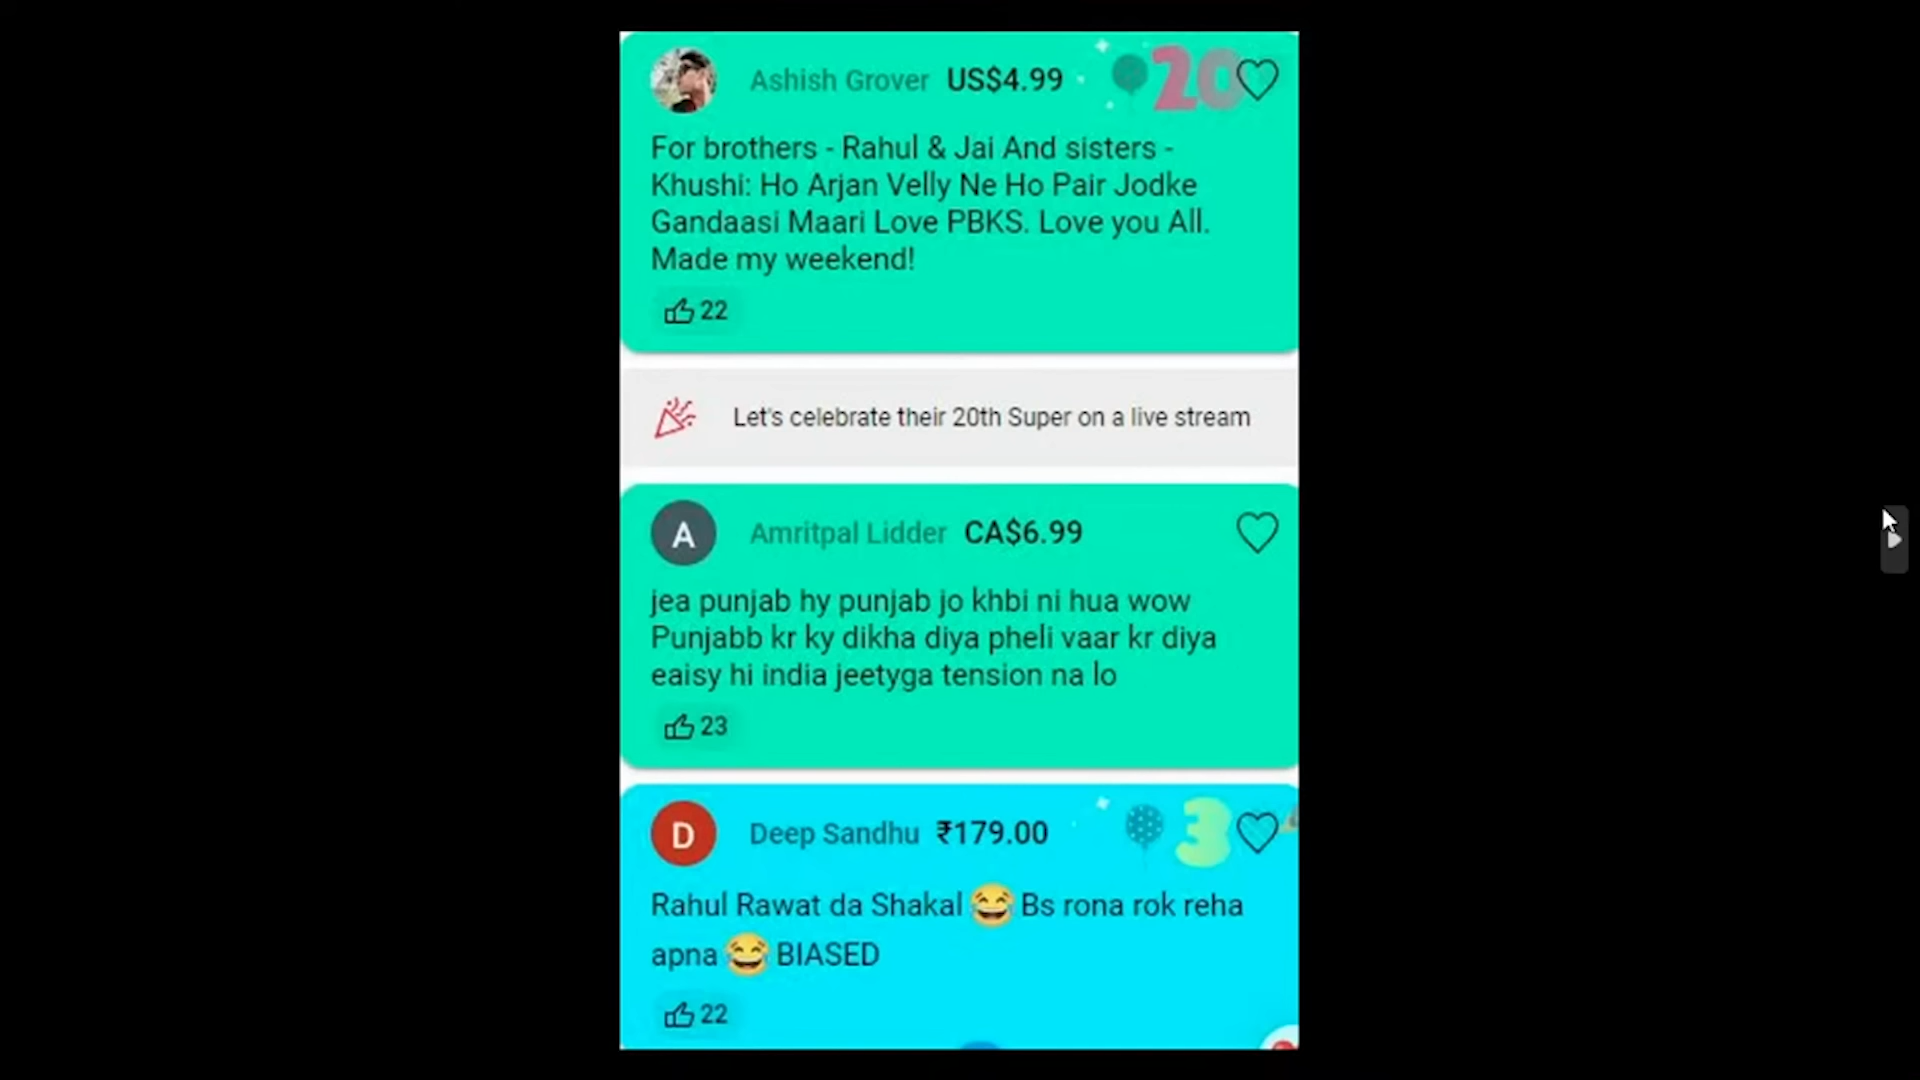 Ashish Grover US$4.99 20
For brothers - Rahul & Jai And sisters -
Khushi: Ho Arjan Velly Ne Ho Pair Jodke
Gandaasi Maari Love PBKS. Love you All.
Made my weekend!
22
Let's celebrate their 20th Super on a live stream
A Amritpal Lidder CA$6.99
jea punjab hy punjab jo khbi ni hua wow
Punjabb kr ky dikha diya pheli vaar kr diya
eaisy hi india jeetyga tension na lo
23
D Deep Sandhu ₹179.00 3
Rahul Rawat da Shakal 😂 Bs rona rok reha
apna 😂 BIASED
22